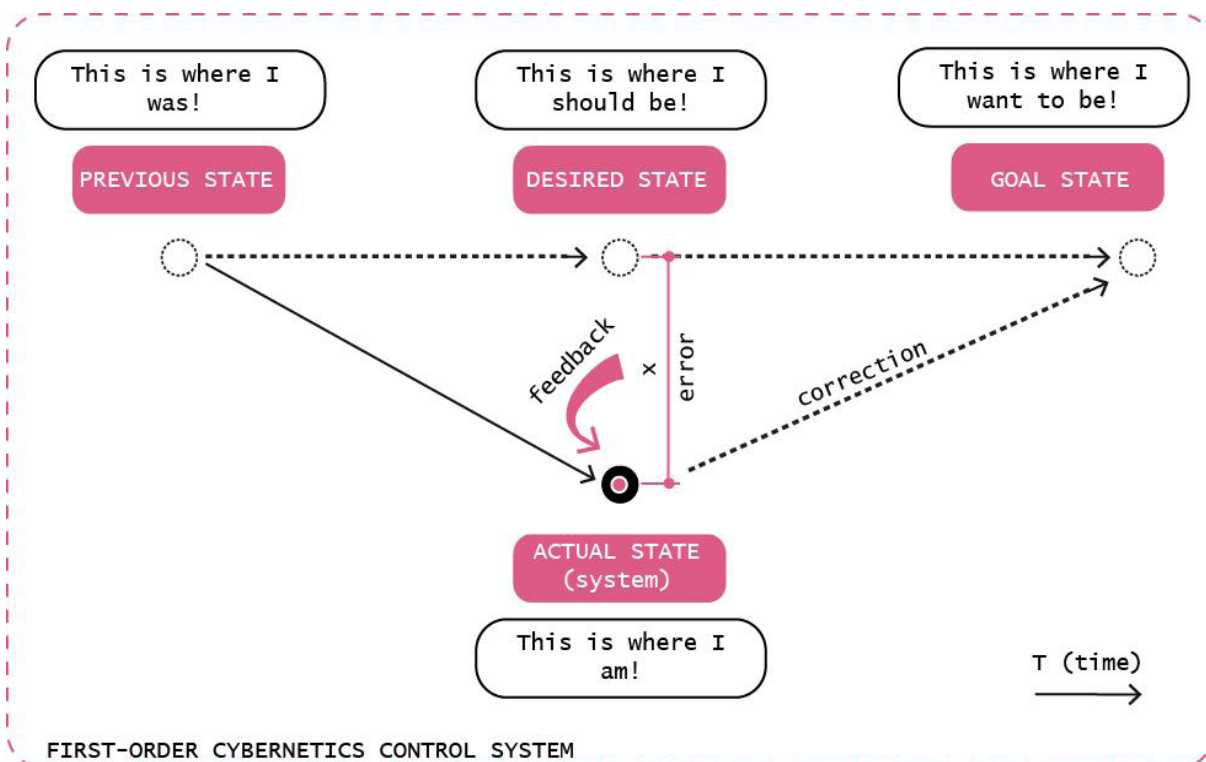 This is where I
was!
This is where I
should be!
This is where I
want to be!
PREVIOUS STATE
DESIRED STATE
GOAL STATE
feedback
x
error
correction
ACTUAL STATE
(system)
This is where I
am!
T (time)
FIRST-ORDER CYBERNETICS CONTROL SYSTEM